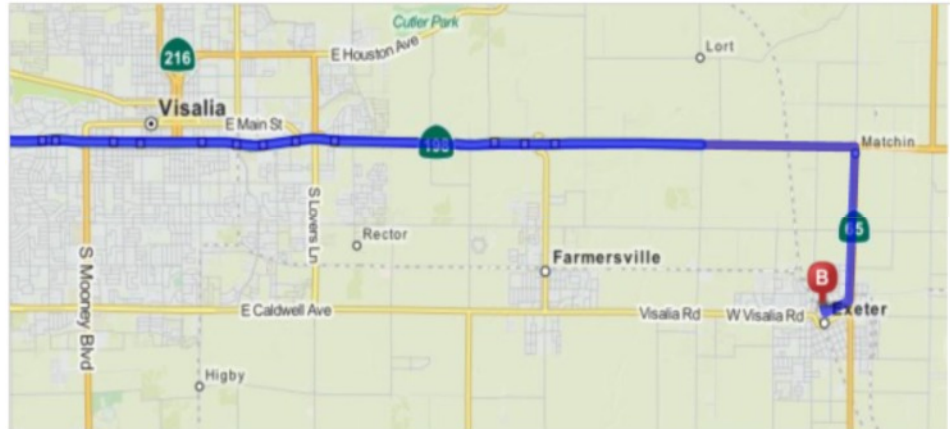 Cutler Park
216
E Houston Ave
Lort
Visalia
E Main St
198
Matchin
S Lovers Ln
Rector
65
S Mooney Blvd
Farmersville
B
E Caldwell Ave
Visalia Rd
W Visalia Rd
Exeter
Higby